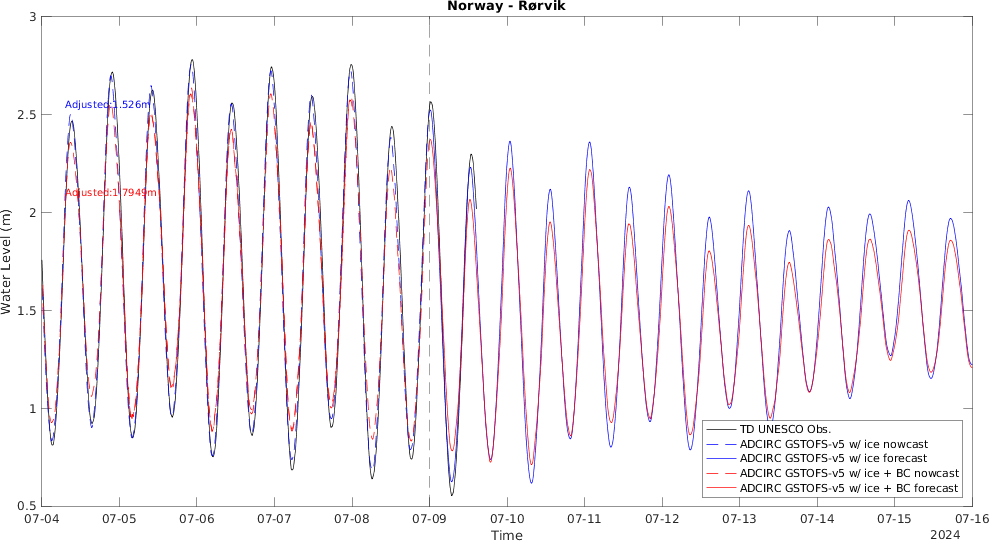 Norway - Rørvik
Water Level (m)
3
2.5
2
1.5
1
0.5
Adjusted:1.526m
Adjusted:1.7949m
TD UNESCO Obs.
ADCIRC GSTOFS-v5 w/ ice nowcast
ADCIRC GSTOFS-v5 w/ ice forecast
ADCIRC GSTOFS-v5 w/ ice + BC nowcast
ADCIRC GSTOFS-v5 w/ ice + BC forecast
07-04 07-05 07-06 07-07 07-08 07-09 07-10 07-11 07-12 07-13 07-14 07-15 07-16
Time
2024